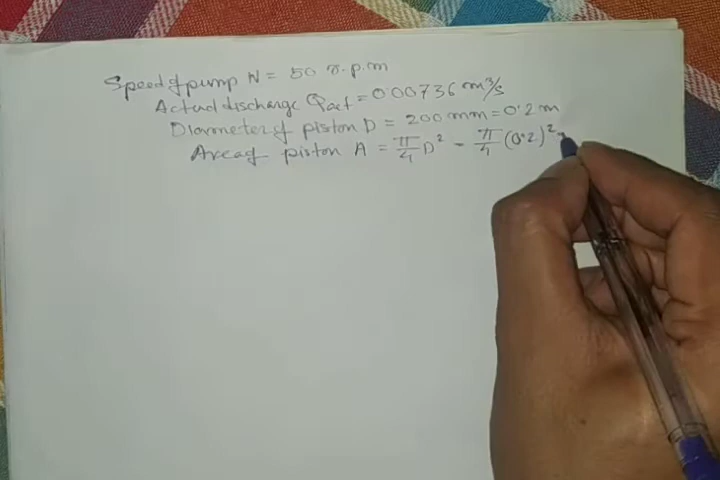 Speed of pump N = 50 r.p.m
Actual discharge Qact = 0.00736 m³/s
Diameter of piston D = 200 mm = 0.2 m
Area of piston A = π/4 D² = π/4 (0.2)²